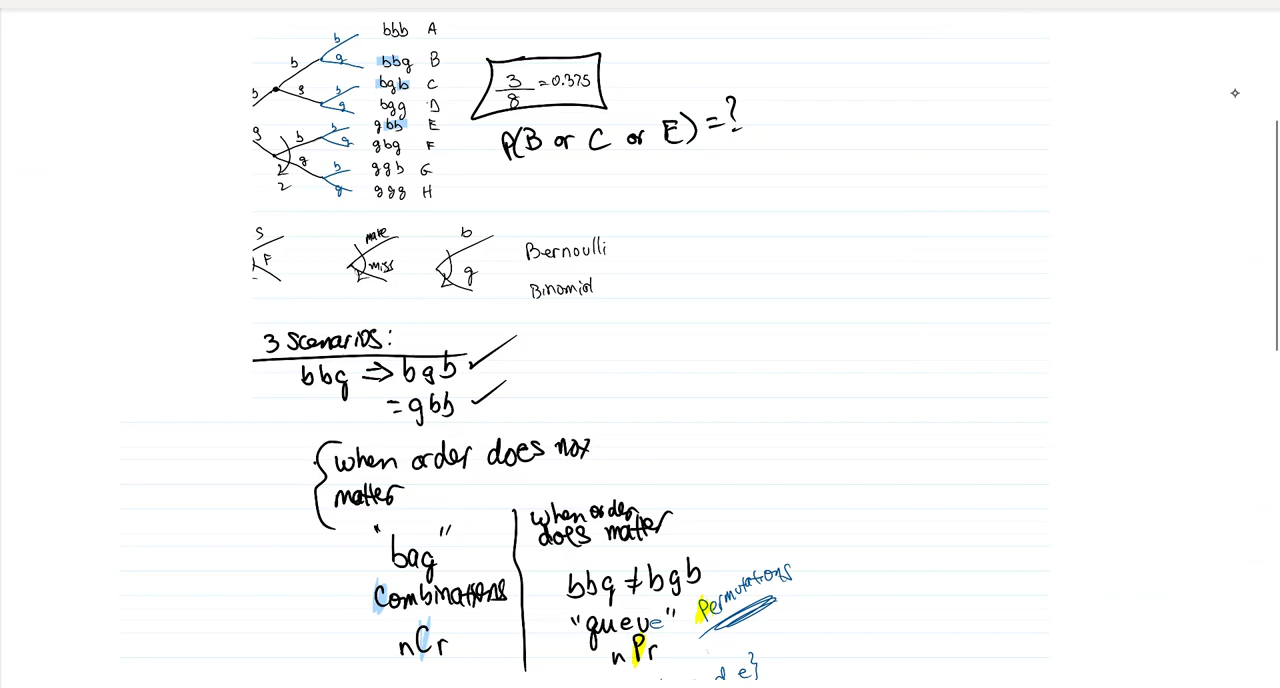 b
b bbb A
g bbg B
b b
b g b bgb C
g bgg D
g b b gbb E
g gbg F
g b ggb G
2 g ggg H
3/8 = 0.375
P(B or C or E) = ?
S
F
make
miss
b
g
Bernoulli
Binomial
3 scenarios:
bbg ⇒ bgb ✓
= gbb ✓
{ when order does not
matter
"bag"
Combinations
nCr
when order
does matter
bbg ≠ bgb
"queue"
Permutations
nPr
d e}